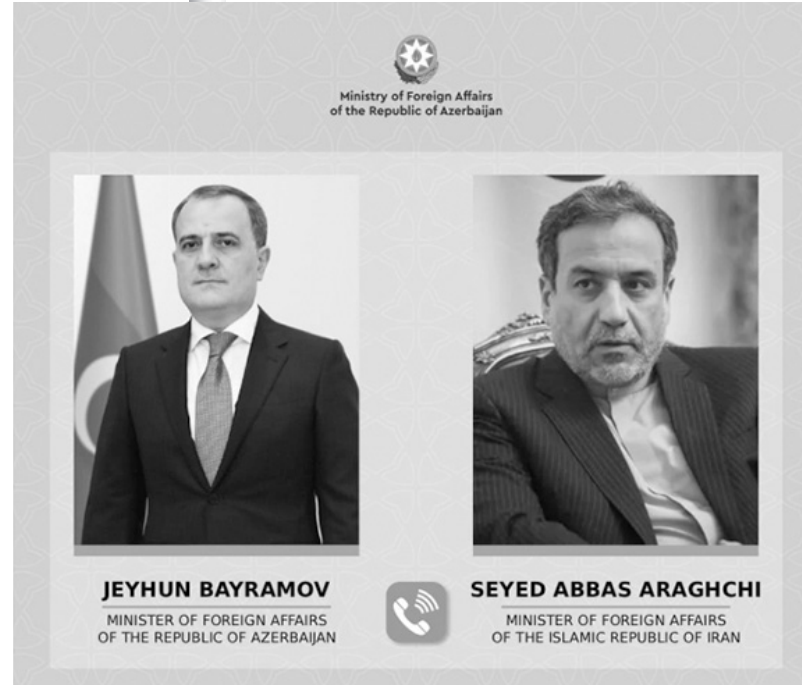 Ministry of Foreign Affairs
of the Republic of Azerbaijan
JEYHUN BAYRAMOV
MINISTER OF FOREIGN AFFAIRS
OF THE REPUBLIC OF AZERBAIJAN
SEYED ABBAS ARAGHCHI
MINISTER OF FOREIGN AFFAIRS
OF THE ISLAMIC REPUBLIC OF IRAN